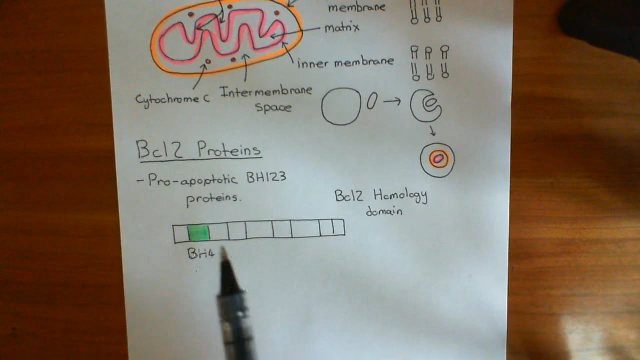 membrane
matrix
inner membrane
Cytochrome C
Intermembrane
Space
Bcl2 Proteins
- Pro-apoptotic BH123
proteins.
Bcl2 Homology
domain
BH4